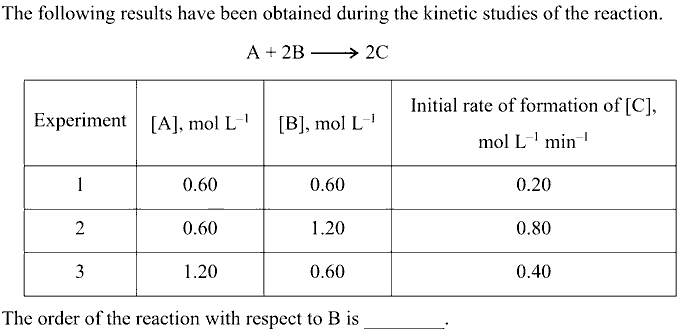 The following results have been obtained during the kinetic studies of the reaction.
A + 2B ⟶ 2C
Experiment [A], mol L⁻¹ [B], mol L⁻¹ Initial rate of formation of [C], mol L⁻¹ min⁻¹
1 0.60 0.60 0.20
2 0.60 1.20 0.80
3 1.20 0.60 0.40
The order of the reaction with respect to B is ________.